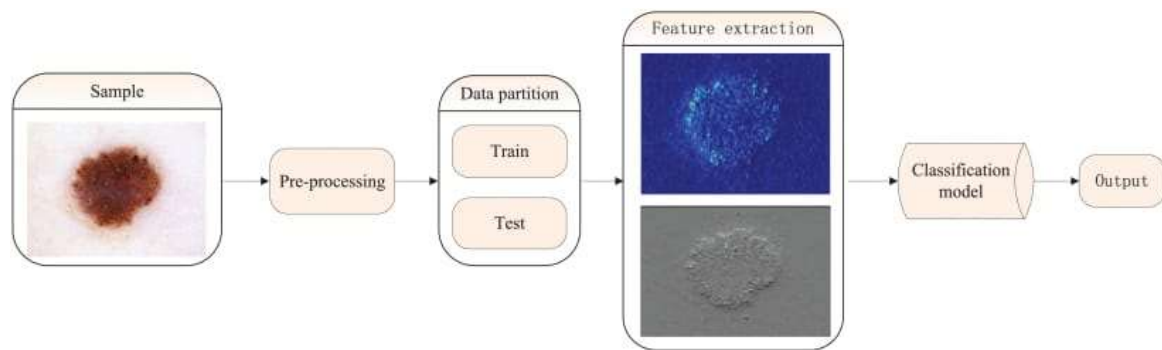 Sample
Pre-processing
Data partition
Train
Test
Feature extraction
Classification
model
Output